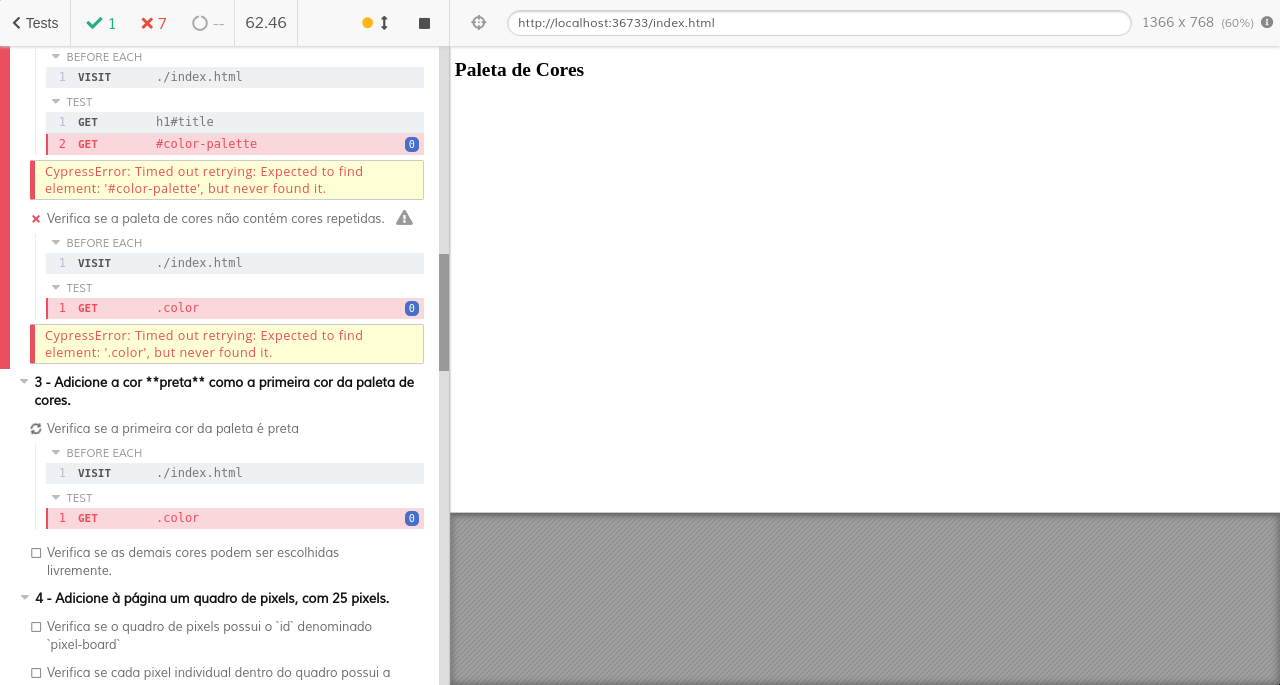 Tests 1 7 -- 62.46
http://localhost:36733/index.html 1366 x 768 (60%)
BEFORE EACH
1 VISIT ./index.html
TEST
1 GET h1#title
2 GET #color-palette 0
CypressError: Timed out retrying: Expected to find
element: '#color-palette', but never found it.
Verifica se a paleta de cores não contém cores repetidas.
BEFORE EACH
1 VISIT ./index.html
TEST
1 GET .color 0
CypressError: Timed out retrying: Expected to find
element: '.color', but never found it.
3 - Adicione a cor **preta** como a primeira cor da paleta de
cores.
Verifica se a primeira cor da paleta é preta
BEFORE EACH
1 VISIT ./index.html
TEST
1 GET .color 0
Verifica se as demais cores podem ser escolhidas
livremente.
4 - Adicione à página um quadro de pixels, com 25 pixels.
Verifica se o quadro de pixels possui o `id` denominado
`pixel-board`
Verifica se cada pixel individual dentro do quadro possui a
Paleta de Cores